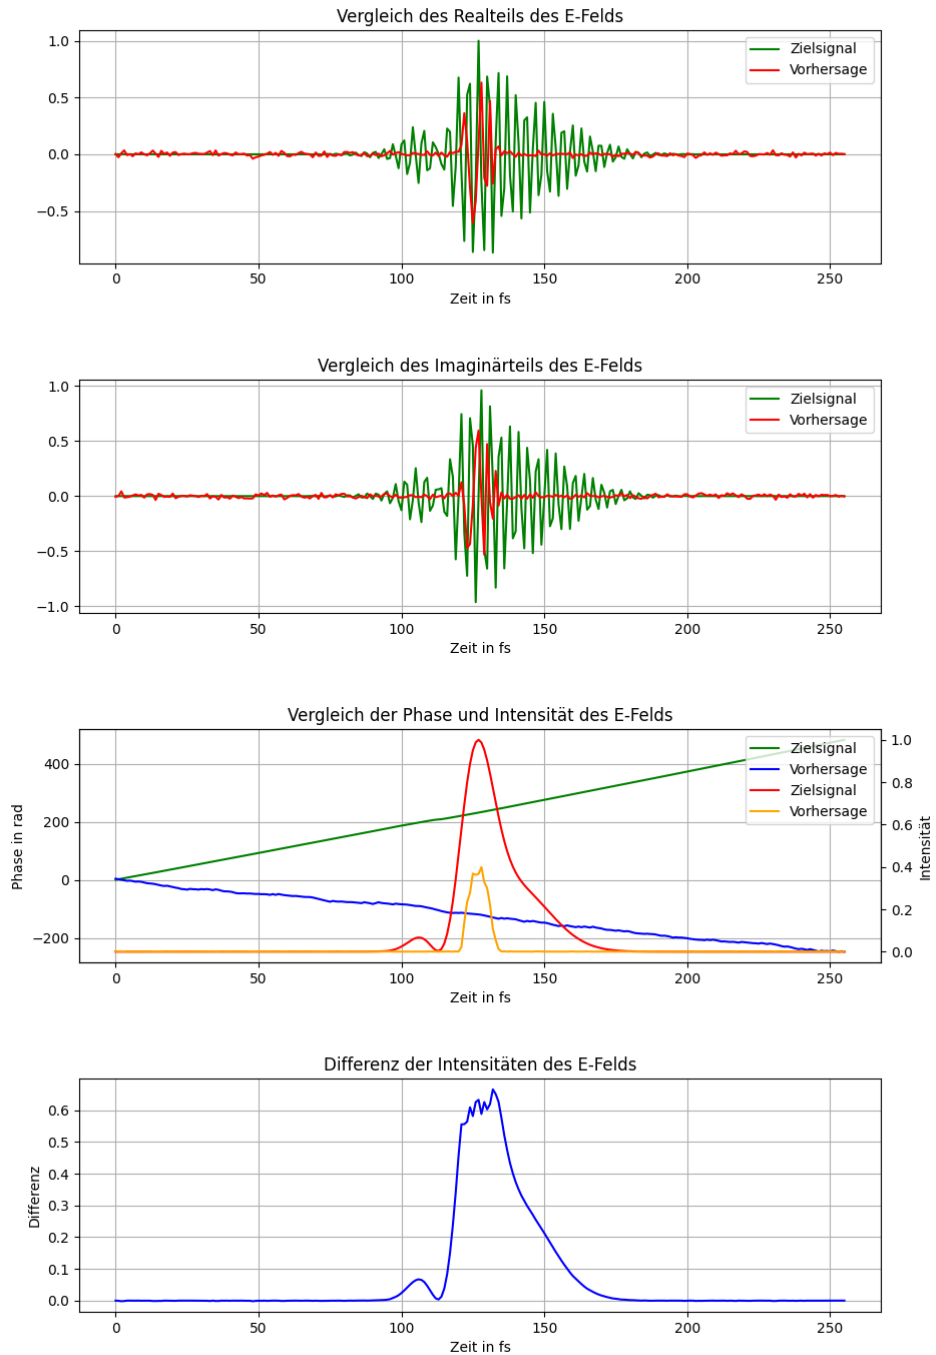 Vergleich des Realteils des E-Felds
1.0
0.5
0.0
−0.5
Zielsignal
Vorhersage
0 50 100 150 200 250
Zeit in fs
Vergleich des Imaginärteils des E-Felds
1.0
0.5
0.0
−0.5
−1.0
Zielsignal
Vorhersage
0 50 100 150 200 250
Zeit in fs
Vergleich der Phase und Intensität des E-Felds
Phase in rad
400
200
0
−200
Zielsignal
Vorhersage
Zielsignal
Vorhersage
1.0
0.8
0.6
0.4
0.2
0.0
Intensität
0 50 100 150 200 250
Zeit in fs
Differenz der Intensitäten des E-Felds
Differenz
0.6
0.5
0.4
0.3
0.2
0.1
0.0
0 50 100 150 200 250
Zeit in fs